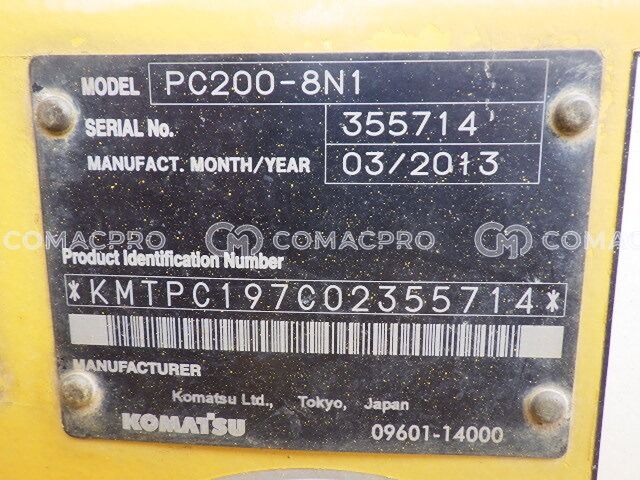 MODEL PC200-8N1
SERIAL No. 355714
MANUFACT. MONTH/YEAR 03/2013
COMACPRO COMACPRO COMACPRO
Product Identification Number
*KMTPC197C02355714*
MANUFACTURER
Komatsu Ltd., Tokyo, Japan
KOMATSU 09601-14000